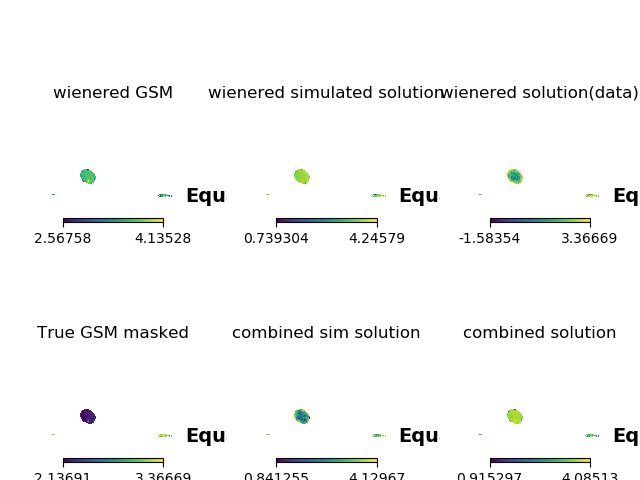 wienered GSM
wienered simulated solution
wienered solution(data)
Equ
Equ
Eq
2.56758 4.13528
0.739304 4.24579
-1.58354 3.36669
True GSM masked
combined sim solution
combined solution
Equ
Equ
Eq
2.13691 3.36669
0.841255 4.12967
0.915297 4.08513